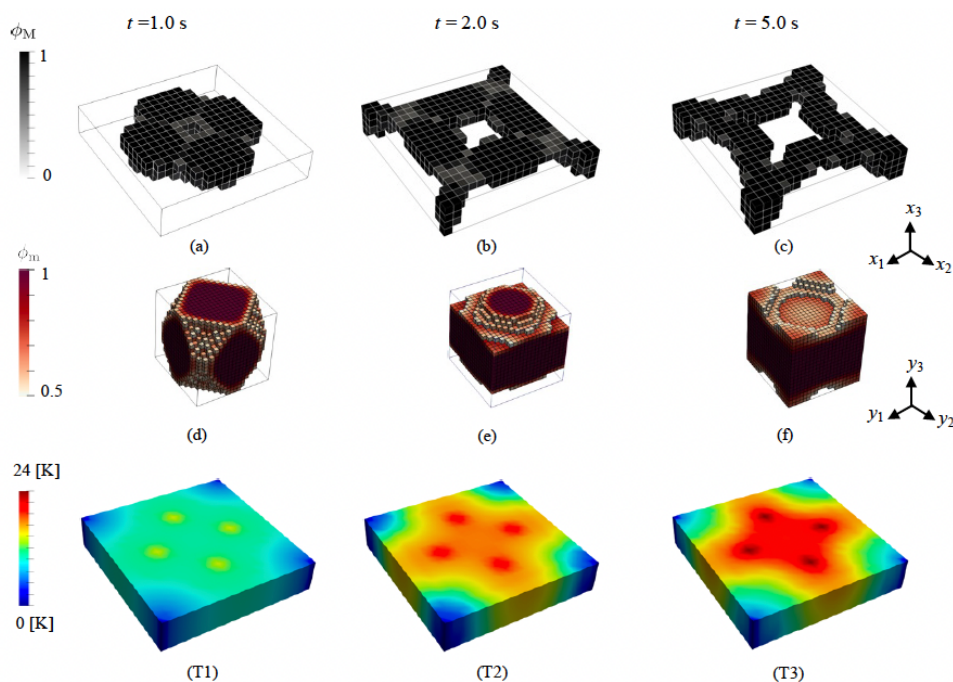 t =1.0 s
t = 2.0 s
t = 5.0 s
ϕM
1
0
(a)
(b)
(c)
x3
x1
x2
ϕm
1
0.5
(d)
(e)
(f)
y3
y1
y2
24 [K]
0 [K]
(T1)
(T2)
(T3)